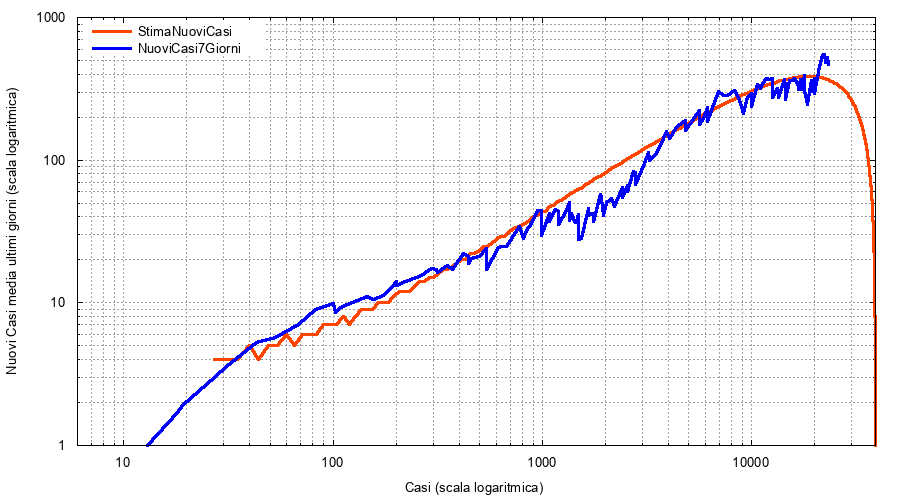 1000
StimaNuoviCasi
NuoviCasi7Giorni
100
10
1
10
100
1000
10000
Nuovi Casi media ultimi giorni (scala logaritmica)
Casi (scala logaritmica)